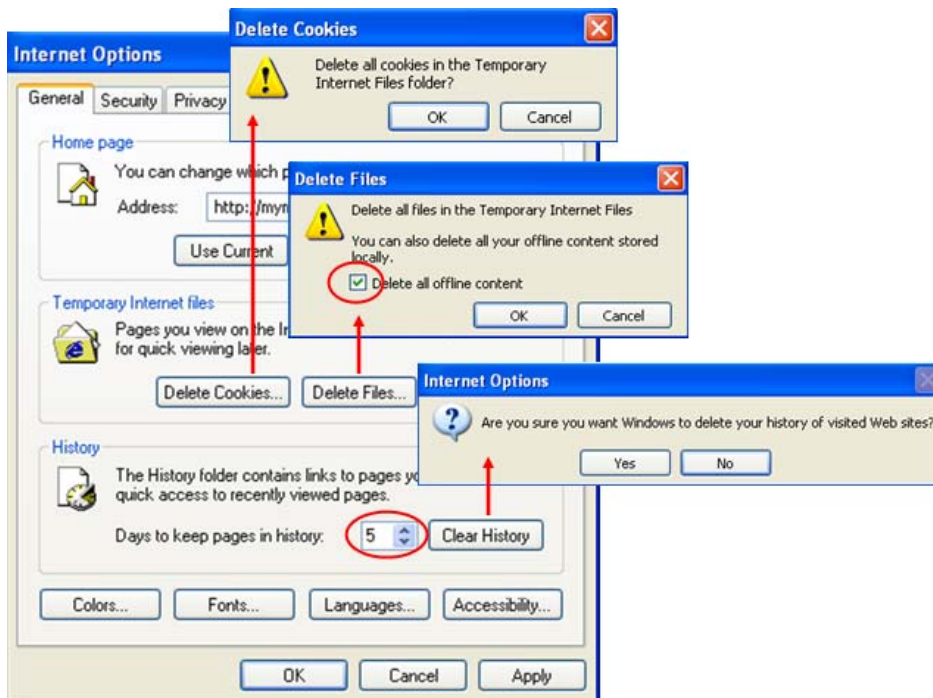 Delete Cookies
Delete all cookies in the Temporary
Internet Files folder?
OK
Cancel
Internet Options
General
Security
Privacy
Home page
You can change which p
Address:
http://myr
Use Current
Delete Files
Delete all files in the Temporary Internet Files
You can also delete all your offline content stored
locally.
Delete all offline content
OK
Cancel
Temporary Internet files
Pages you view on the In
for quick viewing later.
Delete Cookies...
Delete Files...
Internet Options
Are you sure you want Windows to delete your history of visited Web sites?
Yes
No
History
The History folder contains links to pages yo
quick access to recently viewed pages.
Days to keep pages in history:
5
Clear History
Colors...
Fonts...
Languages...
Accessibility...
OK
Cancel
Apply